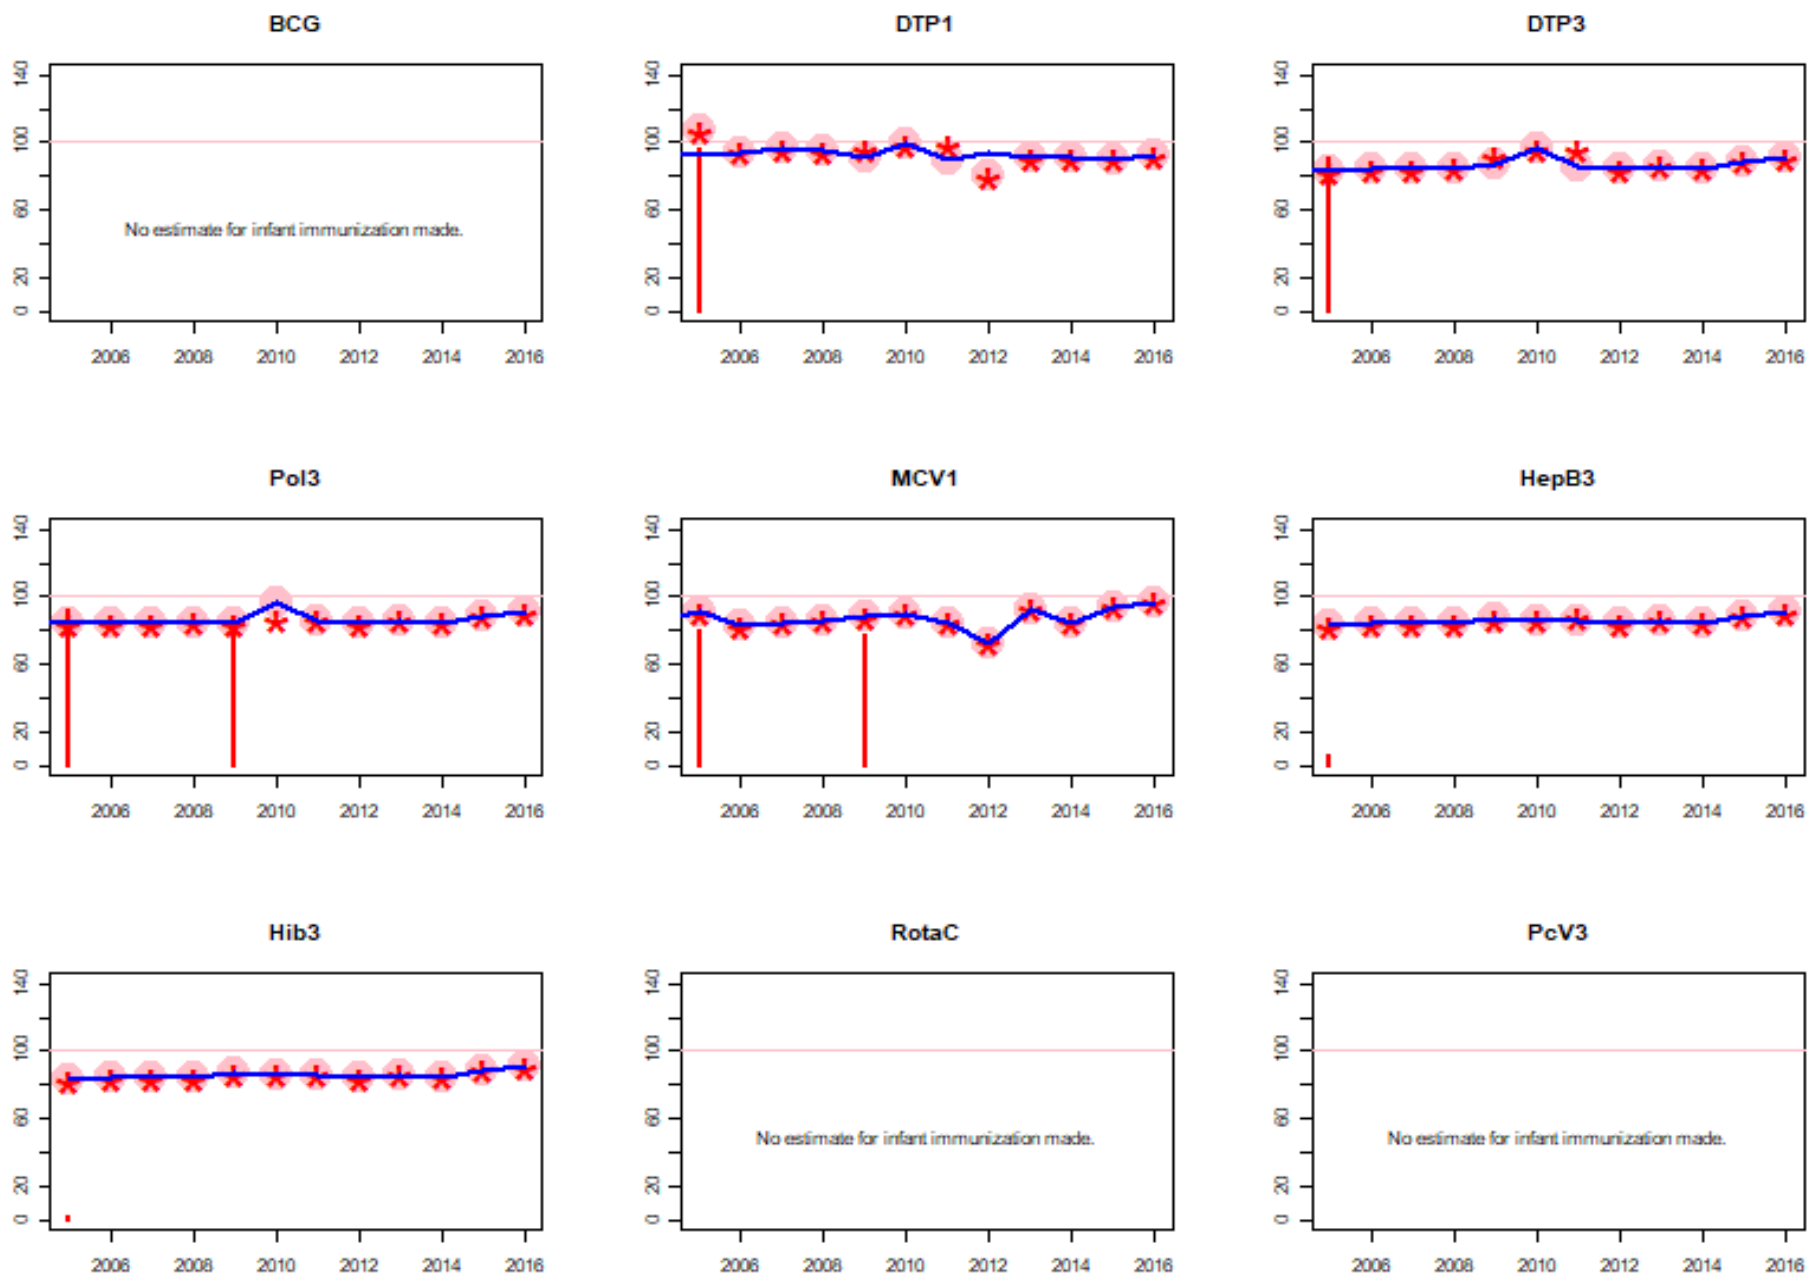 BCG DTP1 DTP3
140 140 140
100 100 100
60 No estimate for infant immunization made. 60 60
20 20 20
0 0 0
2006 2008 2010 2012 2014 2016 2006 2008 2010 2012 2014 2016 2006 2008 2010 2012 2014 2016
Pol3 MCV1 HepB3
140 140 140
100 100 100
60 60 60
20 20 20
0 0 0
2006 2008 2010 2012 2014 2016 2006 2008 2010 2012 2014 2016 2006 2008 2010 2012 2014 2016
Hib3 RotaC PcV3
140 140 140
100 100 100
60 60 60
No estimate for infant immunization made. No estimate for infant immunization made.
20 20 20
0 0 0
2006 2008 2010 2012 2014 2016 2006 2008 2010 2012 2014 2016 2006 2008 2010 2012 2014 2016